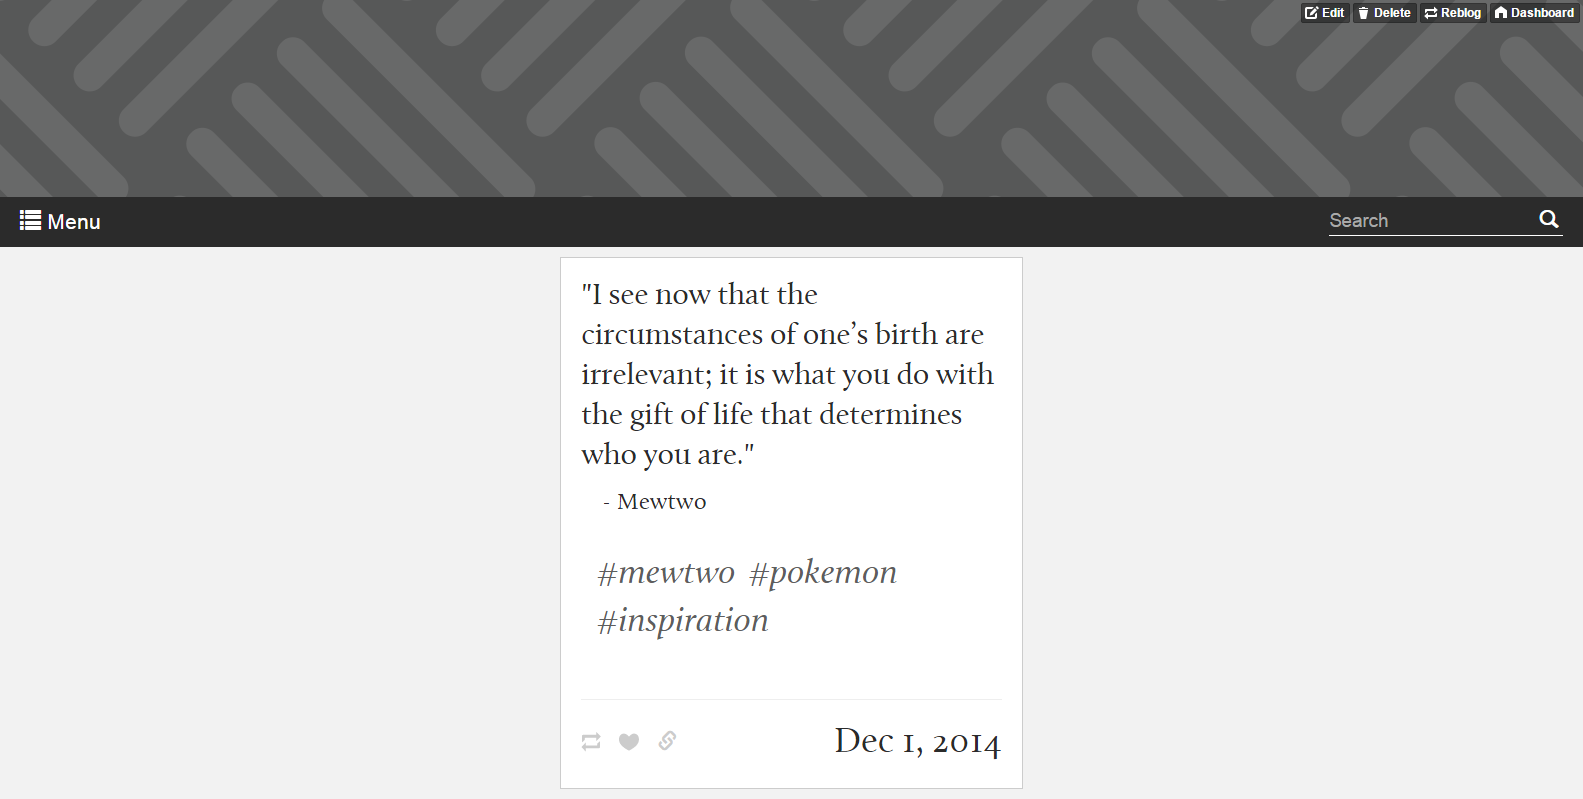 Edit Delete Reblog Dashboard
Menu Search
"I see now that the
circumstances of one’s birth are
irrelevant; it is what you do with
the gift of life that determines
who you are."
- Mewtwo
#mewtwo #pokemon
#inspiration
Dec 1, 2014